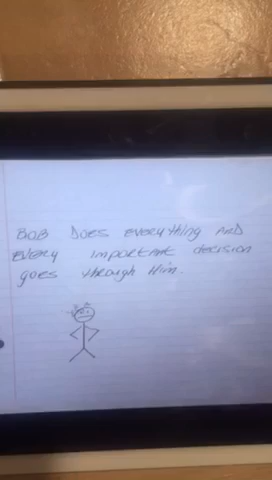 BOB DOES EVERYthing AND
EVERY IMPORTANT decision
goes through Him.